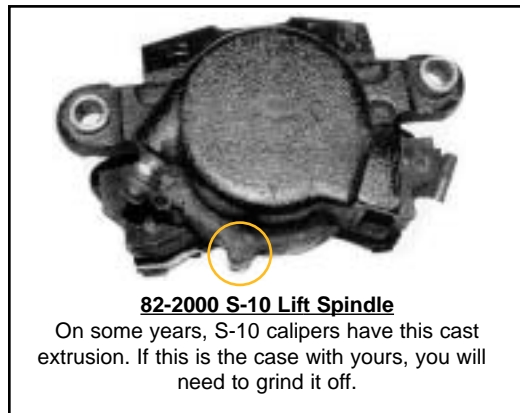 82-2000 S-10 Lift Spindle
On some years, S-10 calipers have this cast
extrusion. If this is the case with yours, you will
need to grind it off.